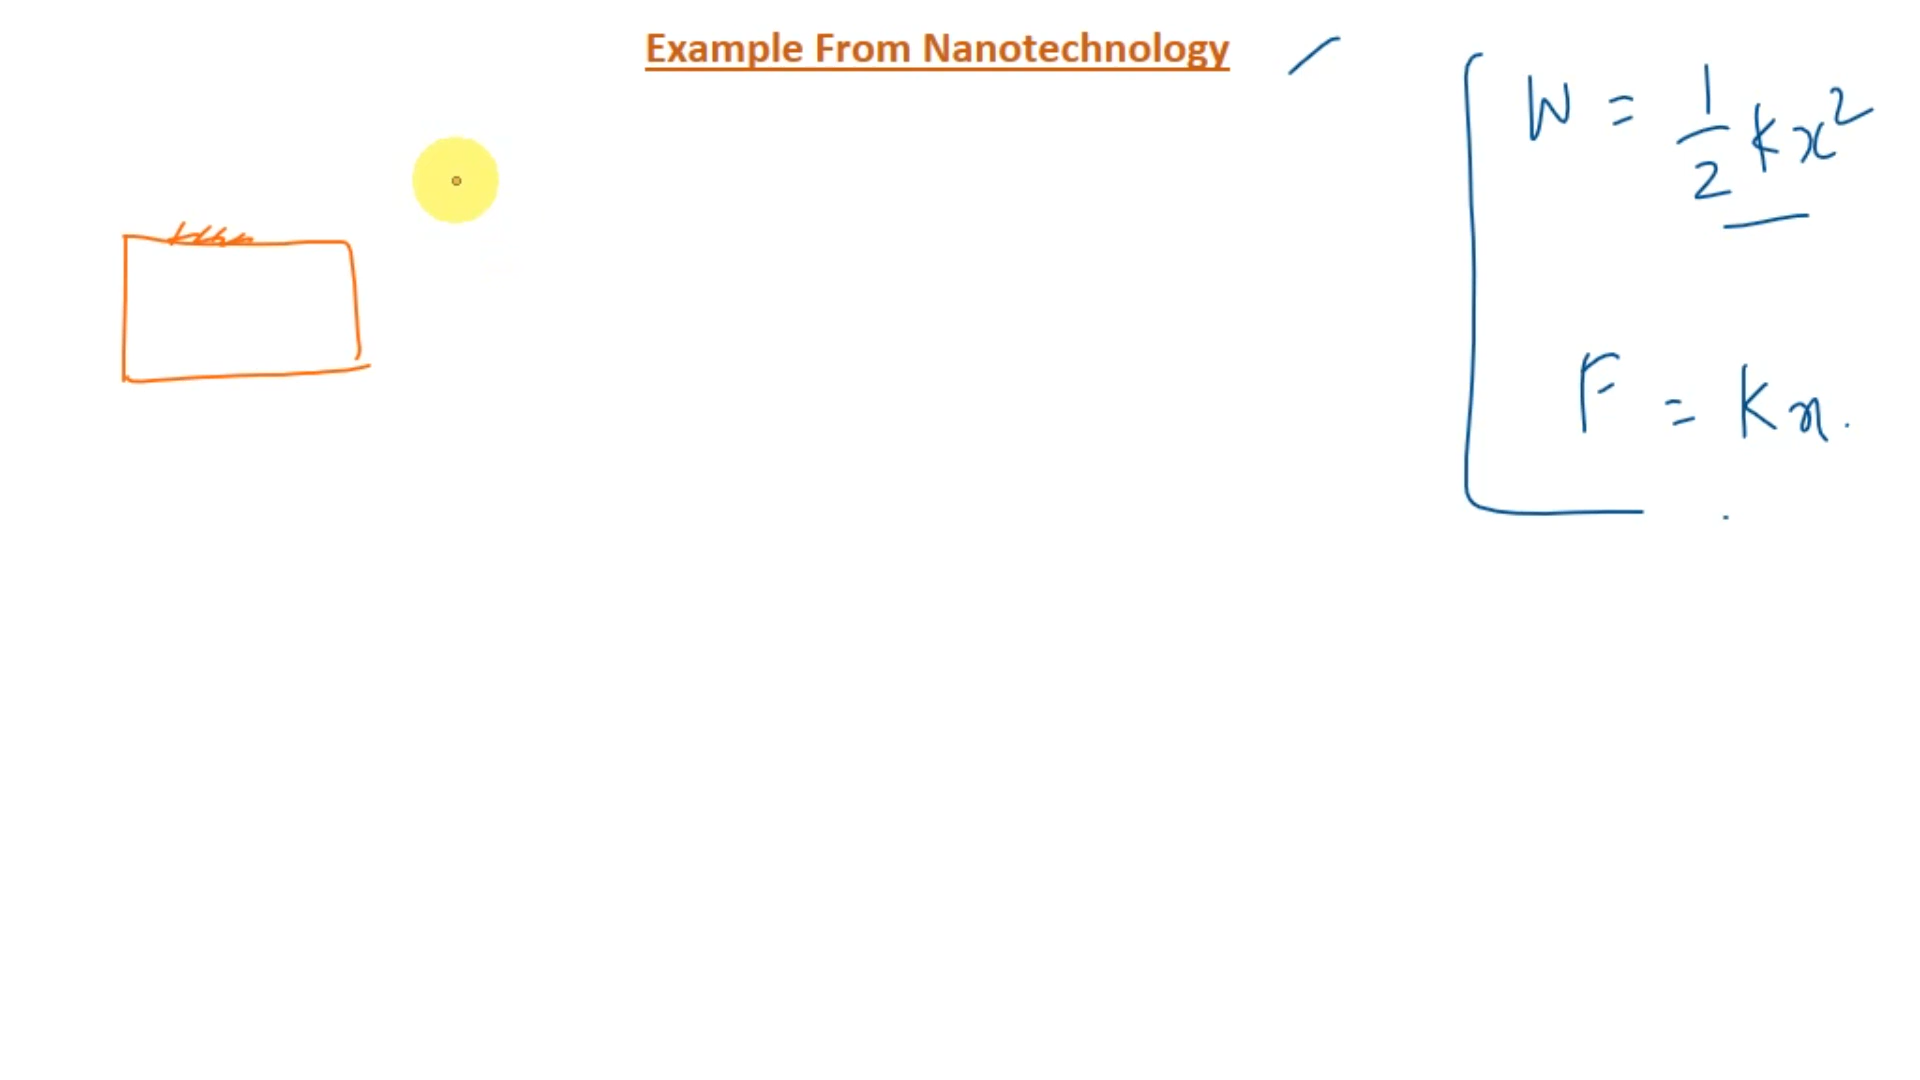 Example From Nanotechnology
W = 1/2 kx²
F = kx.